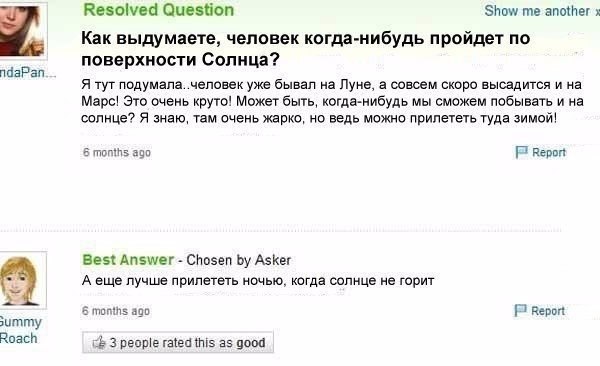 Resolved Question
Show me another
Как выдумаете, человек когда-нибудь пройдет по
поверхности Солнца?
ndaPan...
Я тут подумала..человек уже бывал на Луне, а совсем скоро высадится и на
Марс! Это очень круто! Может быть, когда-нибудь мы сможем побывать и на
солнце? Я знаю, там очень жарко, но ведь можно прилететь туда зимой!
6 months ago
Report
Best Answer - Chosen by Asker
А еще лучше прилететь ночью, когда солнце не горит
6 months ago
Report
Gummy
Roach
3 people rated this as good